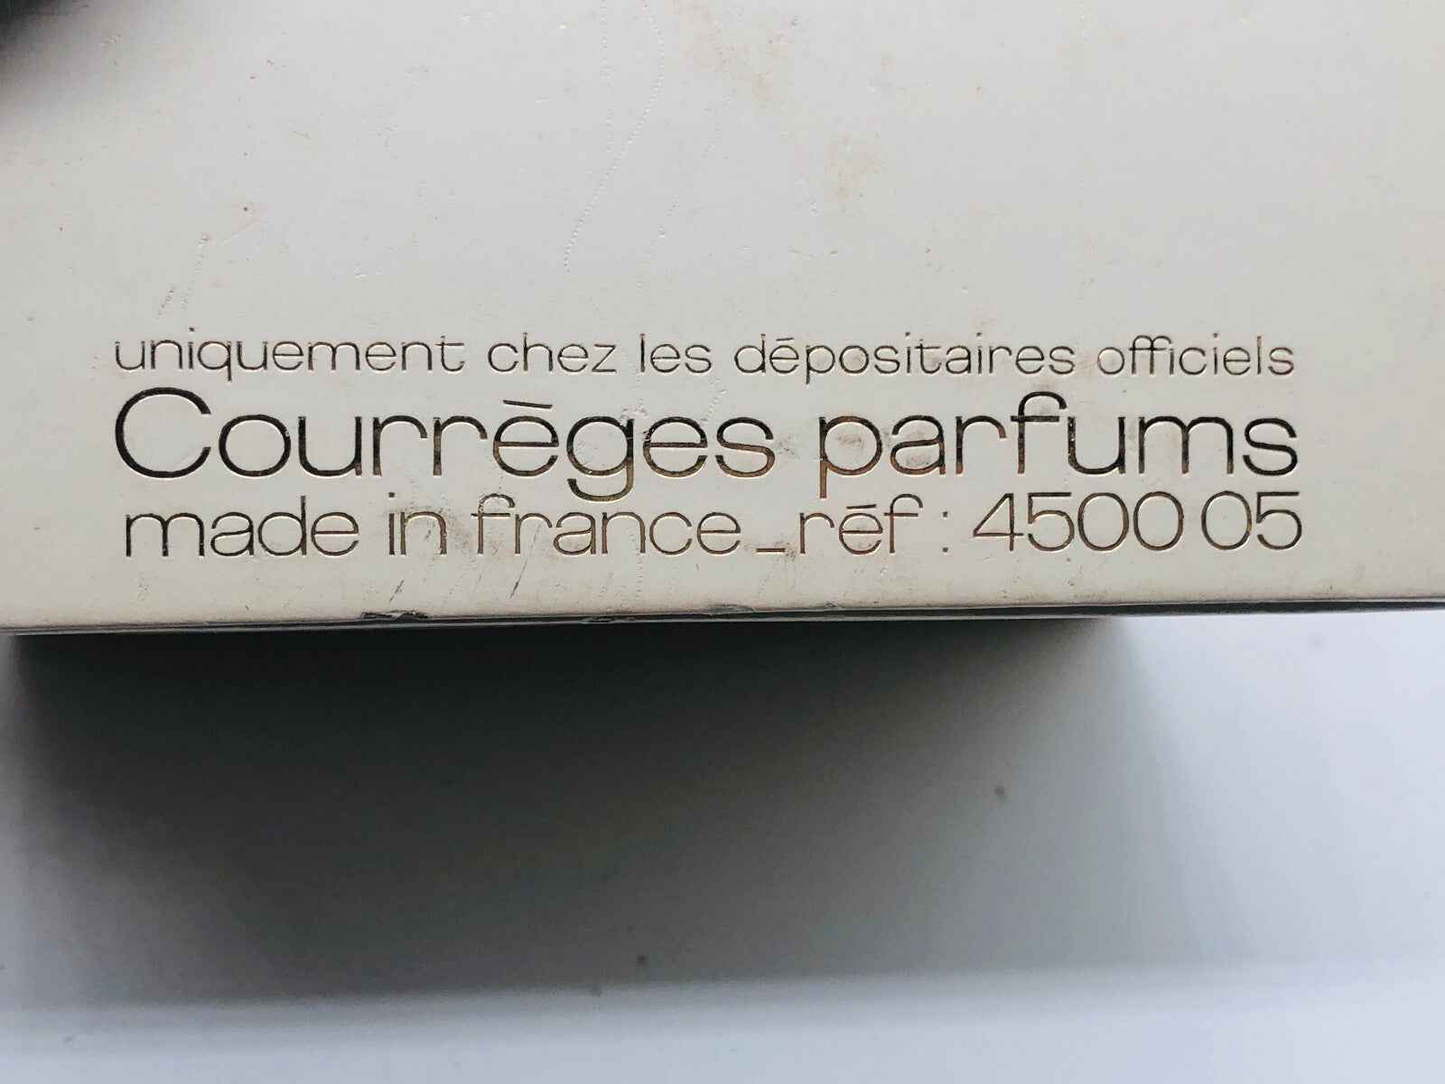 uniquement chez les dépositaires officiels
Courrèges parfums
made in france_réf : 4500 05